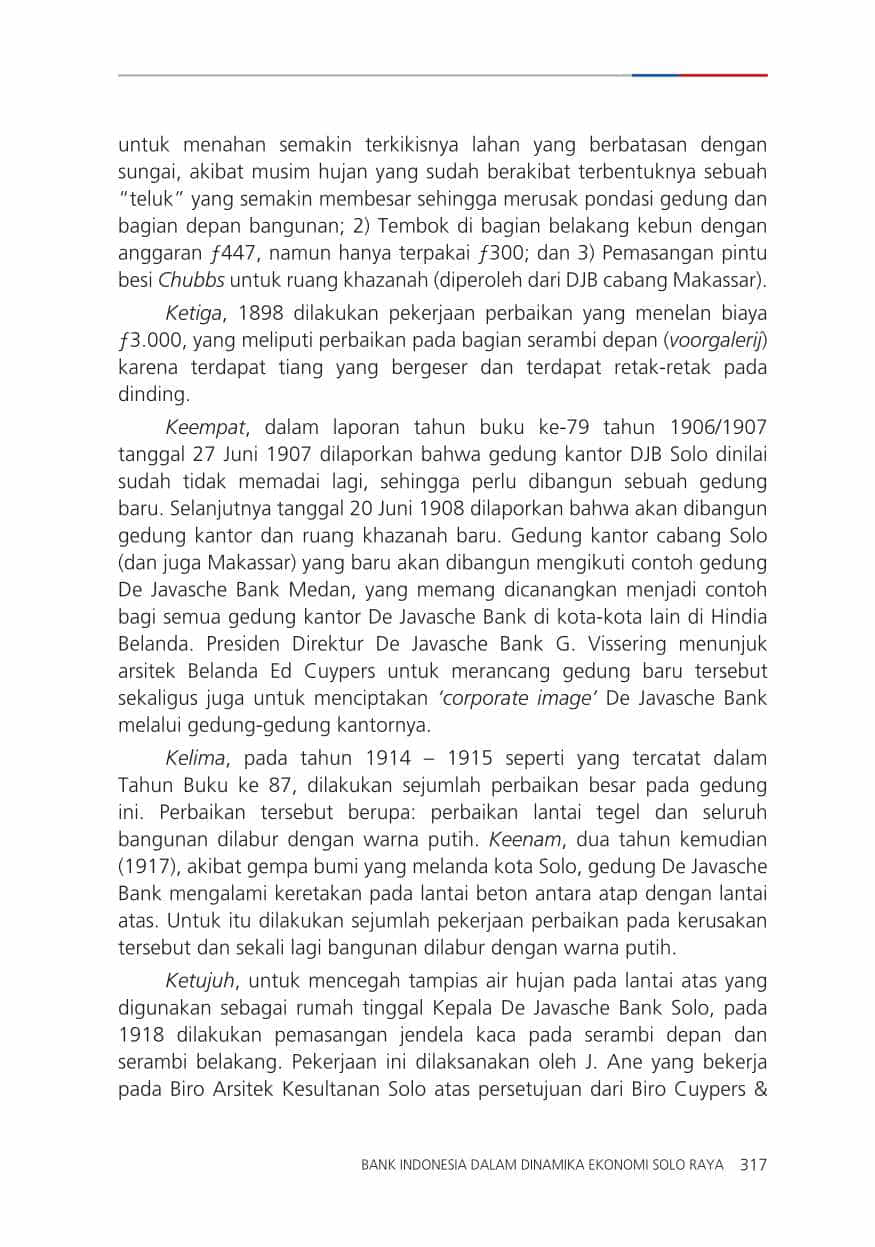 untuk menahan semakin terkikisnya lahan yang berbatasan dengan
sungai, akibat musim hujan yang sudah berakibat terbentuknya sebuah
“teluk” yang semakin membesar sehingga merusak pondasi gedung dan
bagian depan bangunan; 2) Tembok di bagian belakang kebun dengan
anggaran ƒ447, namun hanya terpakai ƒ300; dan 3) Pemasangan pintu
besi Chubbs untuk ruang khazanah (diperoleh dari DJB cabang Makassar).
Ketiga, 1898 dilakukan pekerjaan perbaikan yang menelan biaya
ƒ3.000, yang meliputi perbaikan pada bagian serambi depan (voorgalerij)
karena terdapat tiang yang bergeser dan terdapat retak-retak pada
dinding.
Keempat, dalam laporan tahun buku ke-79 tahun 1906/1907
tanggal 27 Juni 1907 dilaporkan bahwa gedung kantor DJB Solo dinilai
sudah tidak memadai lagi, sehingga perlu dibangun sebuah gedung
baru. Selanjutnya tanggal 20 Juni 1908 dilaporkan bahwa akan dibangun
gedung kantor dan ruang khazanah baru. Gedung kantor cabang Solo
(dan juga Makassar) yang baru akan dibangun mengikuti contoh gedung
De Javasche Bank Medan, yang memang dicanangkan menjadi contoh
bagi semua gedung kantor De Javasche Bank di kota-kota lain di Hindia
Belanda. Presiden Direktur De Javasche Bank G. Vissering menunjuk
arsitek Belanda Ed Cuypers untuk merancang gedung baru tersebut
sekaligus juga untuk menciptakan ‘corporate image’ De Javasche Bank
melalui gedung-gedung kantornya.
Kelima, pada tahun 1914 – 1915 seperti yang tercatat dalam
Tahun Buku ke 87, dilakukan sejumlah perbaikan besar pada gedung
ini. Perbaikan tersebut berupa: perbaikan lantai tegel dan seluruh
bangunan dilabur dengan warna putih. Keenam, dua tahun kemudian
(1917), akibat gempa bumi yang melanda kota Solo, gedung De Javasche
Bank mengalami keretakan pada lantai beton antara atap dengan lantai
atas. Untuk itu dilakukan sejumlah pekerjaan perbaikan pada kerusakan
tersebut dan sekali lagi bangunan dilabur dengan warna putih.
Ketujuh, untuk mencegah tampias air hujan pada lantai atas yang
digunakan sebagai rumah tinggal Kepala De Javasche Bank Solo, pada
1918 dilakukan pemasangan jendela kaca pada serambi depan dan
serambi belakang. Pekerjaan ini dilaksanakan oleh J. Ane yang bekerja
pada Biro Arsitek Kesultanan Solo atas persetujuan dari Biro Cuypers &
BANK INDONESIA DALAM DINAMIKA EKONOMI SOLO RAYA 317